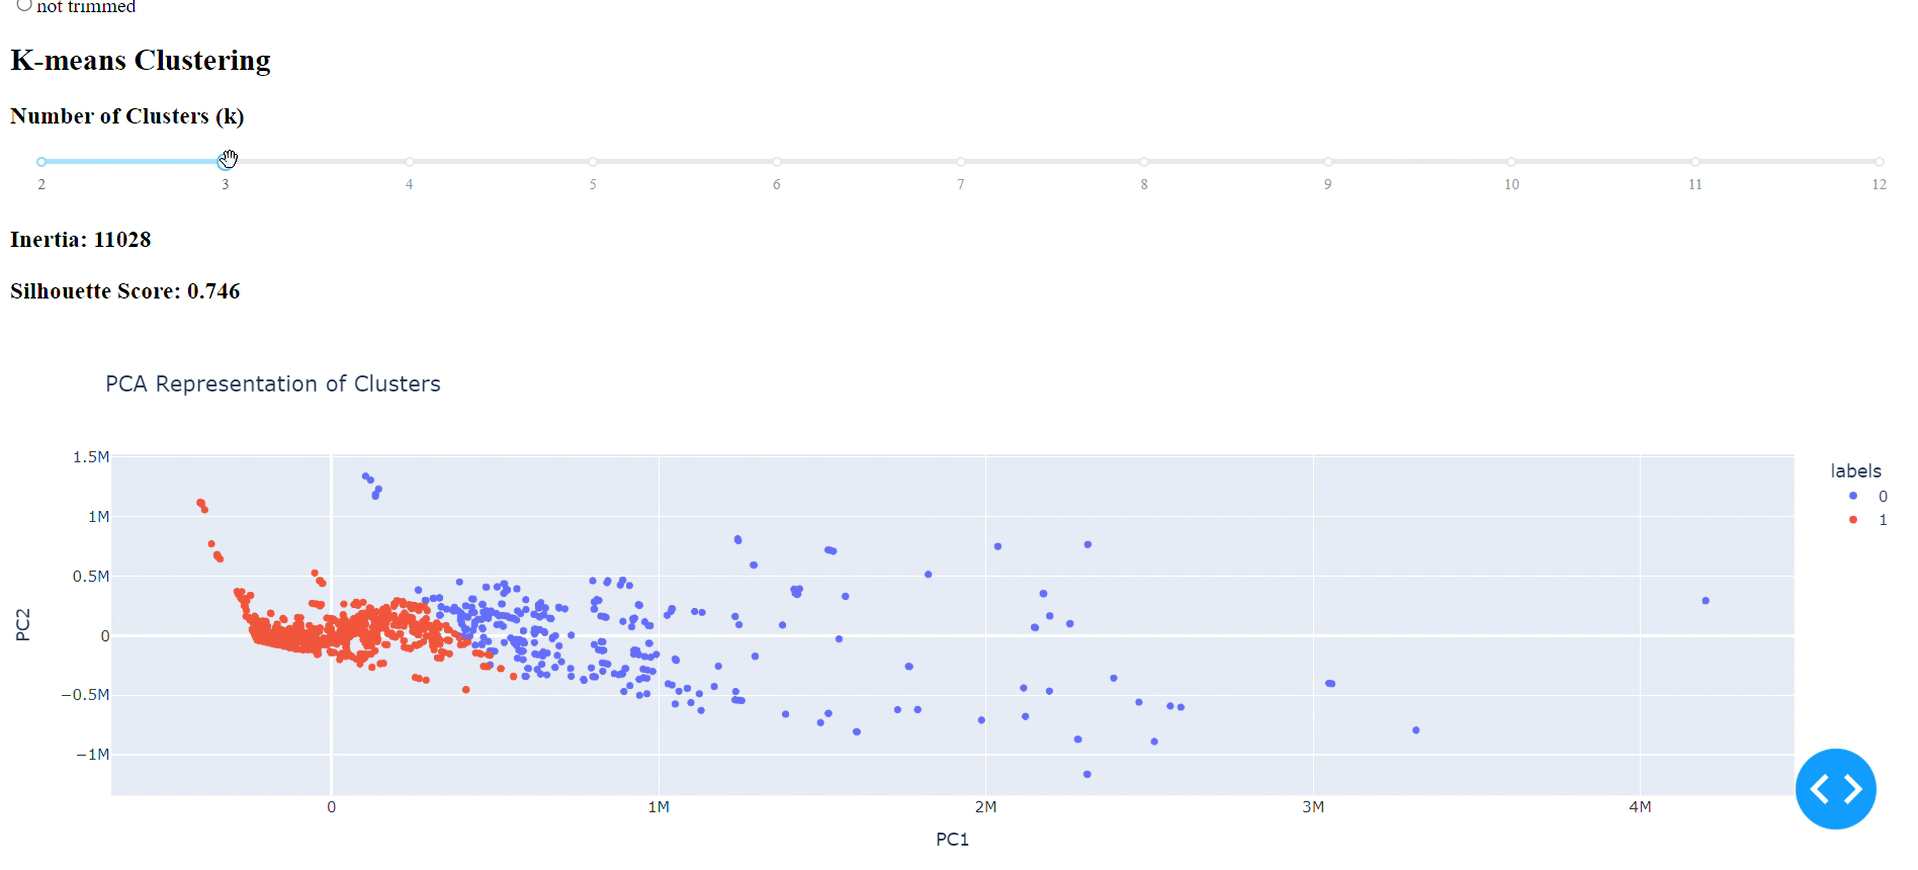 not trimmed
K-means Clustering
Number of Clusters (k)
2 3 4 5 6 7 8 9 10 11 12
Inertia: 11028
Silhouette Score: 0.746
PCA Representation of Clusters
1.5M
1M
0.5M
0
−0.5M
−1M
PC2
0 1M 2M 3M 4M
PC1
labels
0
1